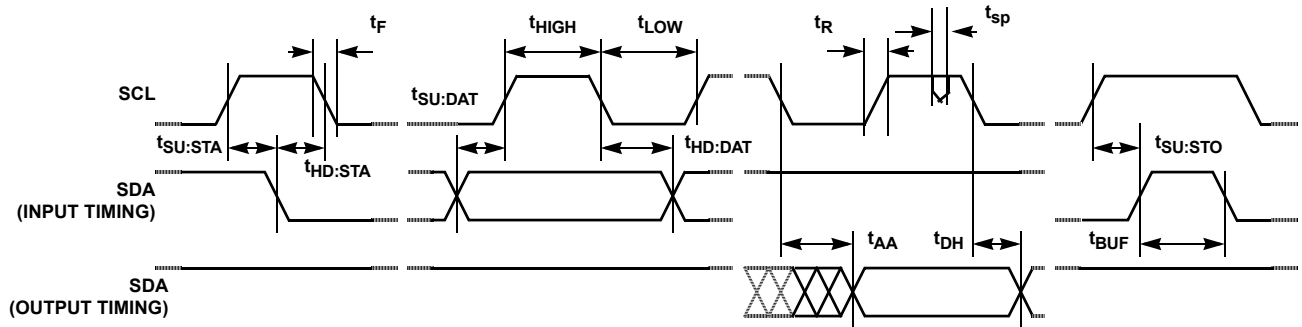 tF
tHIGH
tLOW
tR
tsp
SCL
tSU:DAT
tSU:STA
tHD:STA
tHD:DAT
tSU:STO
SDA
(INPUT TIMING)
tAA
tDH
tBUF
SDA
(OUTPUT TIMING)